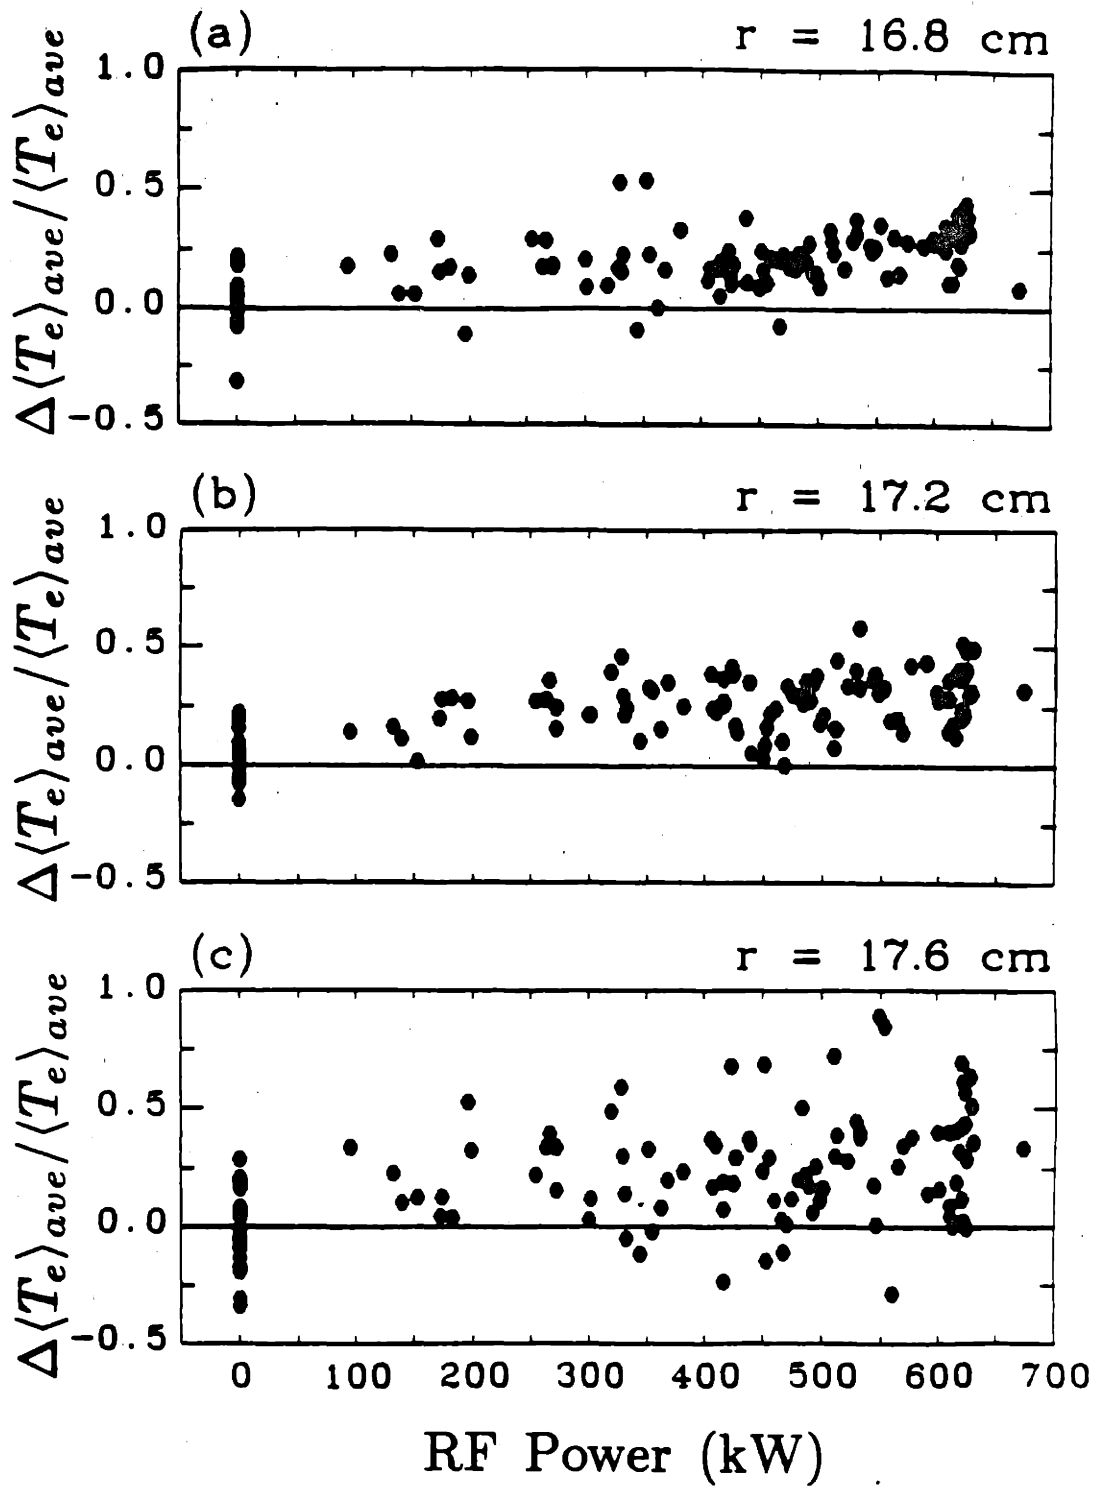 (a) r = 16.8 cm
Δ⟨Te⟩ave/⟨Te⟩ave
1.0
0.5
0.0
-0.5
(b) r = 17.2 cm
Δ⟨Te⟩ave/⟨Te⟩ave
1.0
0.5
0.0
-0.5
(c) r = 17.6 cm
Δ⟨Te⟩ave/⟨Te⟩ave
1.0
0.5
0.0
-0.5
0 100 200 300 400 500 600 700
RF Power (kW)